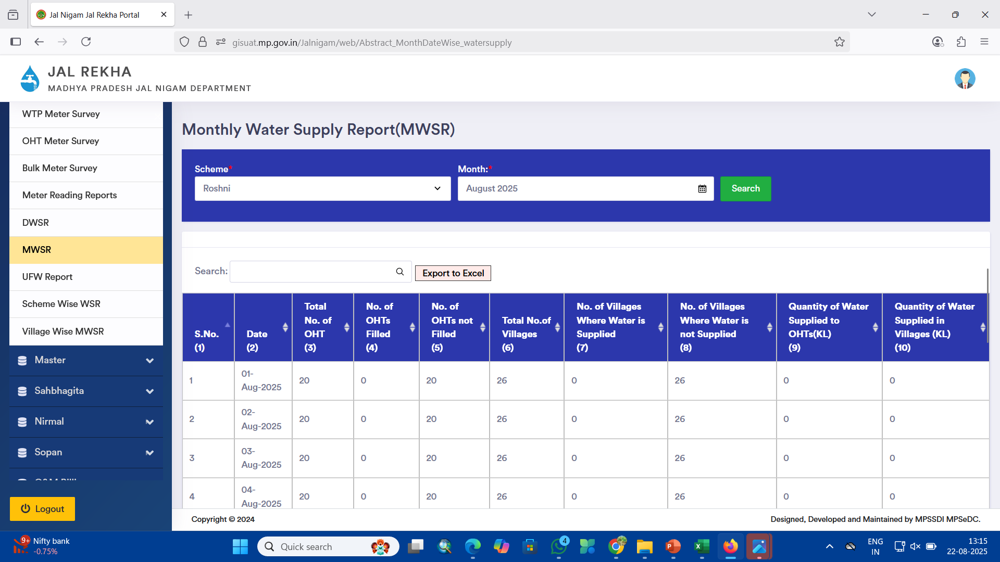 Jal Nigam Jal Rekha Portal
gisuat.mp.gov.in/Jalnigam/web/Abstract_MonthDateWise_watersupply
JAL REKHA
MADHYA PRADESH JAL NIGAM DEPARTMENT
WTP Meter Survey
OHT Meter Survey
Bulk Meter Survey
Meter Reading Reports
DWSR
MWSR
UFW Report
Scheme Wise WSR
Village Wise MWSR
Master
Sahbhagita
Nirmal
Sopan
Logout
Monthly Water Supply Report(MWSR)
Scheme* Month:*
Roshni August 2025 Search
Search: Export to Excel
S.No. (1) Date (2) Total No. of OHT (3) No. of OHTs Filled (4) No. of OHTs not Filled (5) Total No.of Villages (6) No. of Villages Where Water is Supplied (7) No. of Villages Where Water is not Supplied (8) Quantity of Water Supplied to OHTs(KL) (9) Quantity of Water Supplied in Villages (KL) (10)
1 01-Aug-2025 20 0 20 26 0 26 0 0
2 02-Aug-2025 20 0 20 26 0 26 0 0
3 03-Aug-2025 20 0 20 26 0 26 0 0
4 04-Aug-2025 20 0 20 26 0 26 0 0
Copyright © 2024 Designed, Developed and Maintained by MPSSDI MPSeDC.
9+ Nifty bank
-0.75%
Quick search
4
ENG
IN
13:15
22-08-2025